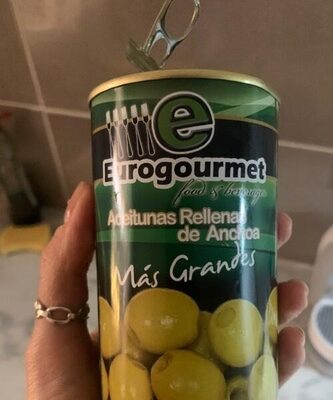 e
Eurogourmet
food & beverage
Aceitunas Rellenas
de Anchoa
Más Grandes